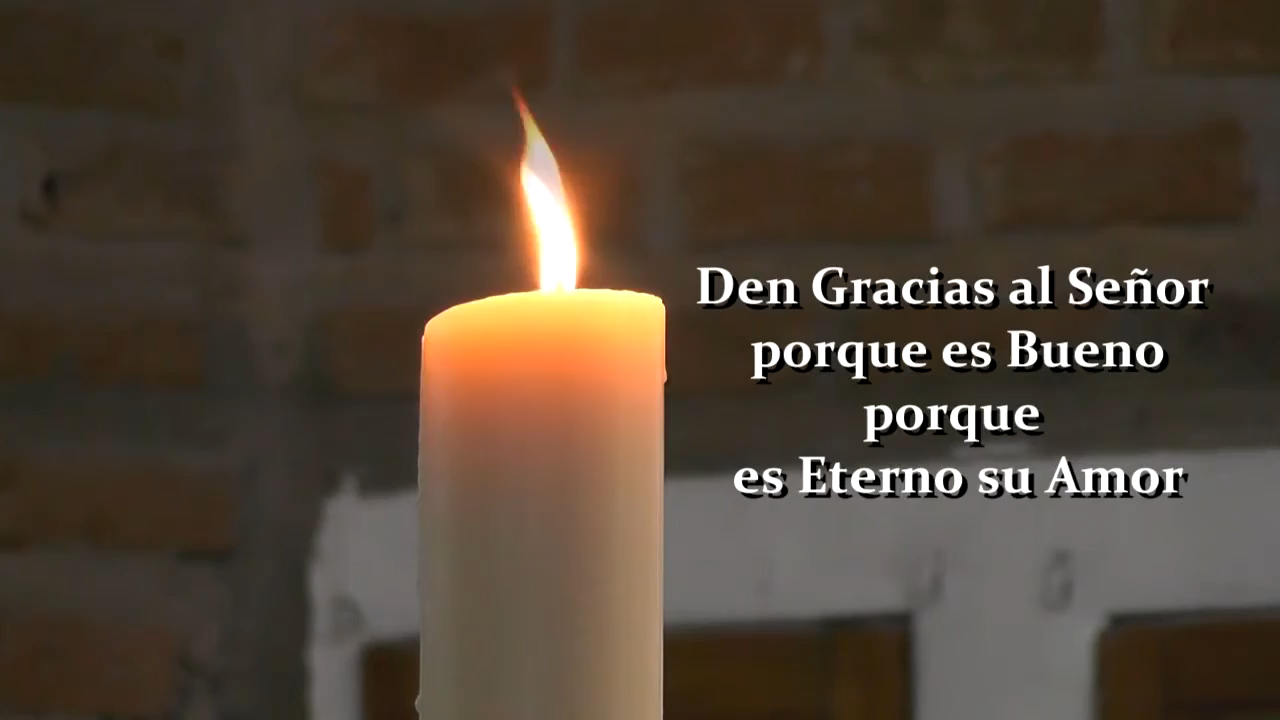 Den Gracias al Señor
porque es Bueno
porque
es Eterno su Amor